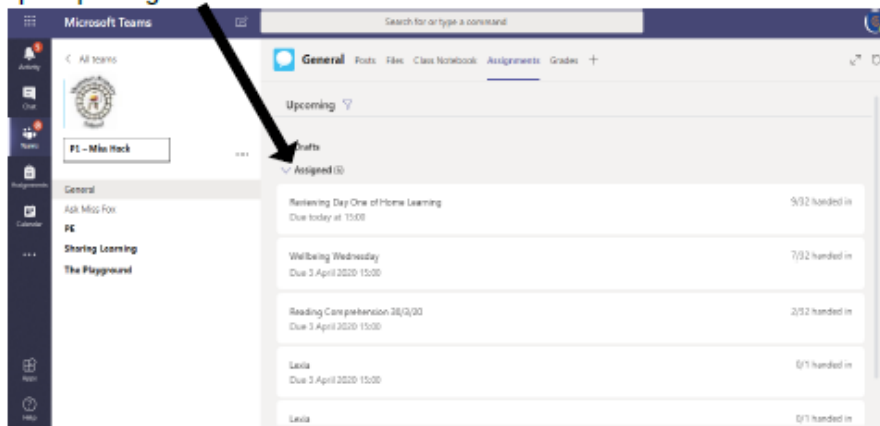 Microsoft Teams
Search for or type a command
Activity
Chat
Teams
Assignments
Calendar
Apps
Help
All teams
P1 – Miss Hack
General
Ask Miss Fox
PE
Sharing Learning
The Playground
General Posts Files Class Notebook Assignments Grades +
Upcoming
Drafts
Assigned (5)
Reviewing Day One of Home Learning 9/32 handed in
Due today at 15:00
Wellbeing Wednesday 7/32 handed in
Due 3 April 2020 15:00
Reading Comprehension 30/3/20 2/32 handed in
Due 3 April 2020 15:00
Lexia 0/1 handed in
Due 3 April 2020 15:00
Lexia 0/1 handed in